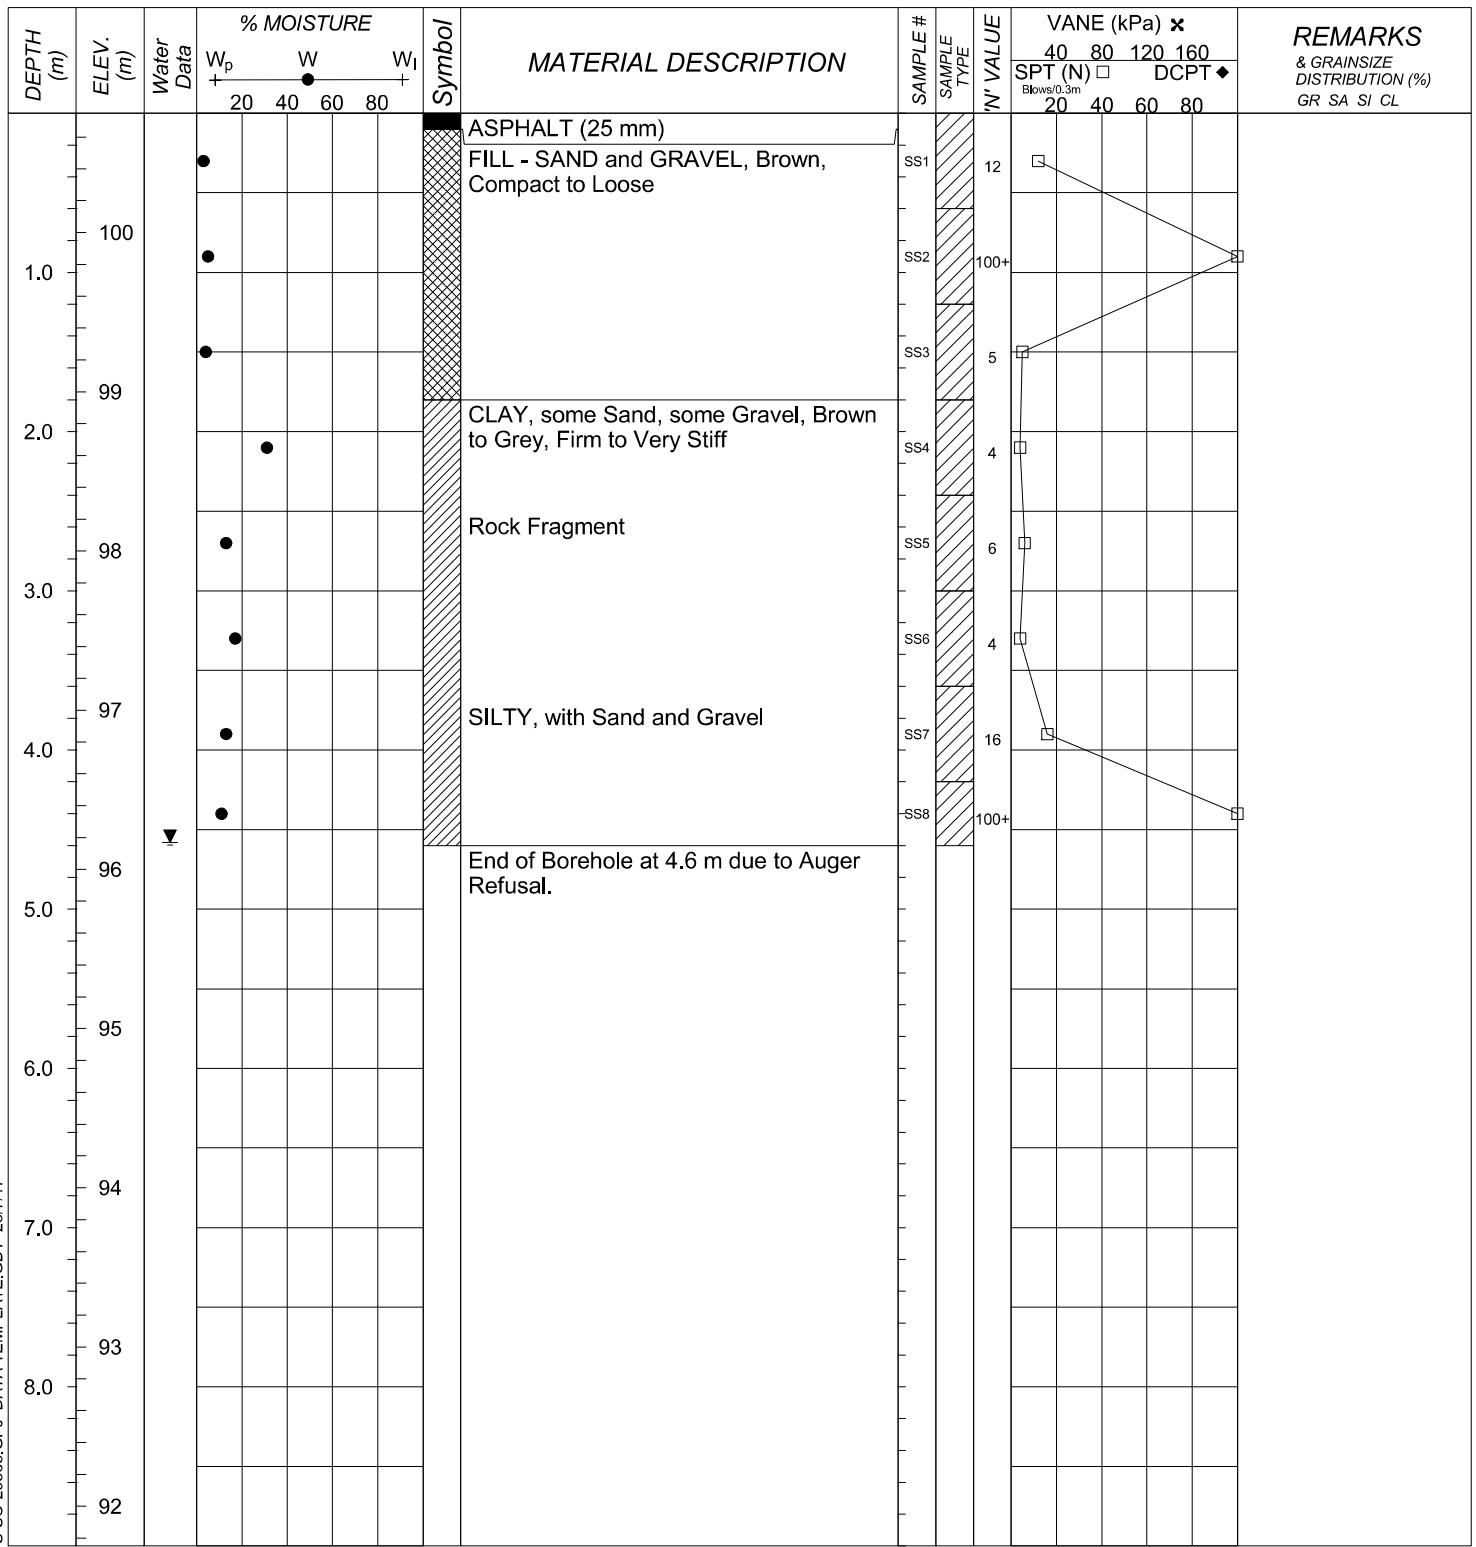 DEPTH (m)
ELEV. (m)
Water Data
% MOISTURE
Wp W Wl
20 40 60 80
Symbol
MATERIAL DESCRIPTION
SAMPLE #
SAMPLE TYPE
'N' VALUE
VANE (kPa)
40 80 120 160
SPT (N) DCPT
Blows/0.3m
20 40 60 80
REMARKS
& GRAINSIZE
DISTRIBUTION (%)
GR SA SI CL
ASPHALT (25 mm)
FILL - SAND and GRAVEL, Brown,
Compact to Loose
SS1 12
100
SS2 100+
1.0
SS3 5
99
CLAY, some Sand, some Gravel, Brown
to Grey, Firm to Very Stiff
2.0
SS4 4
Rock Fragment
98
SS5 6
3.0
SS6 4
97
SILTY, with Sand and Gravel
SS7 16
4.0
SS8 100+
End of Borehole at 4.6 m due to Auger
Refusal.
96
5.0
95
6.0
94
7.0
93
8.0
92